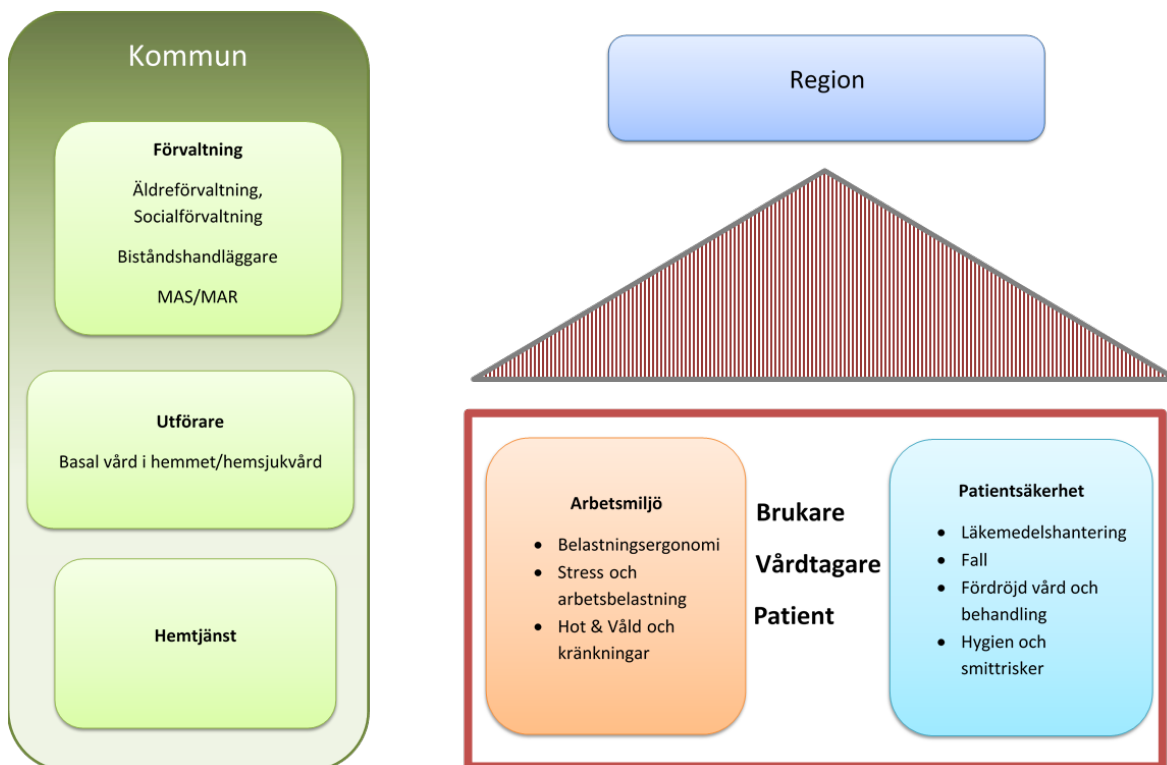 Kommun
Förvaltning
Äldreförvaltning,
Socialförvaltning
Biståndshandläggare
MAS/MAR
Utförare
Basal vård i hemmet/hemsjukvård
Hemtjänst
Region
Arbetsmiljö
• Belastningsergonomi
• Stress och
arbetsbelastning
• Hot & Våld och
kränkningar
Brukare
Vårdtagare
Patient
Patientsäkerhet
• Läkemedelshantering
• Fall
• Fördröjd vård och
behandling
• Hygien och
smittrisker